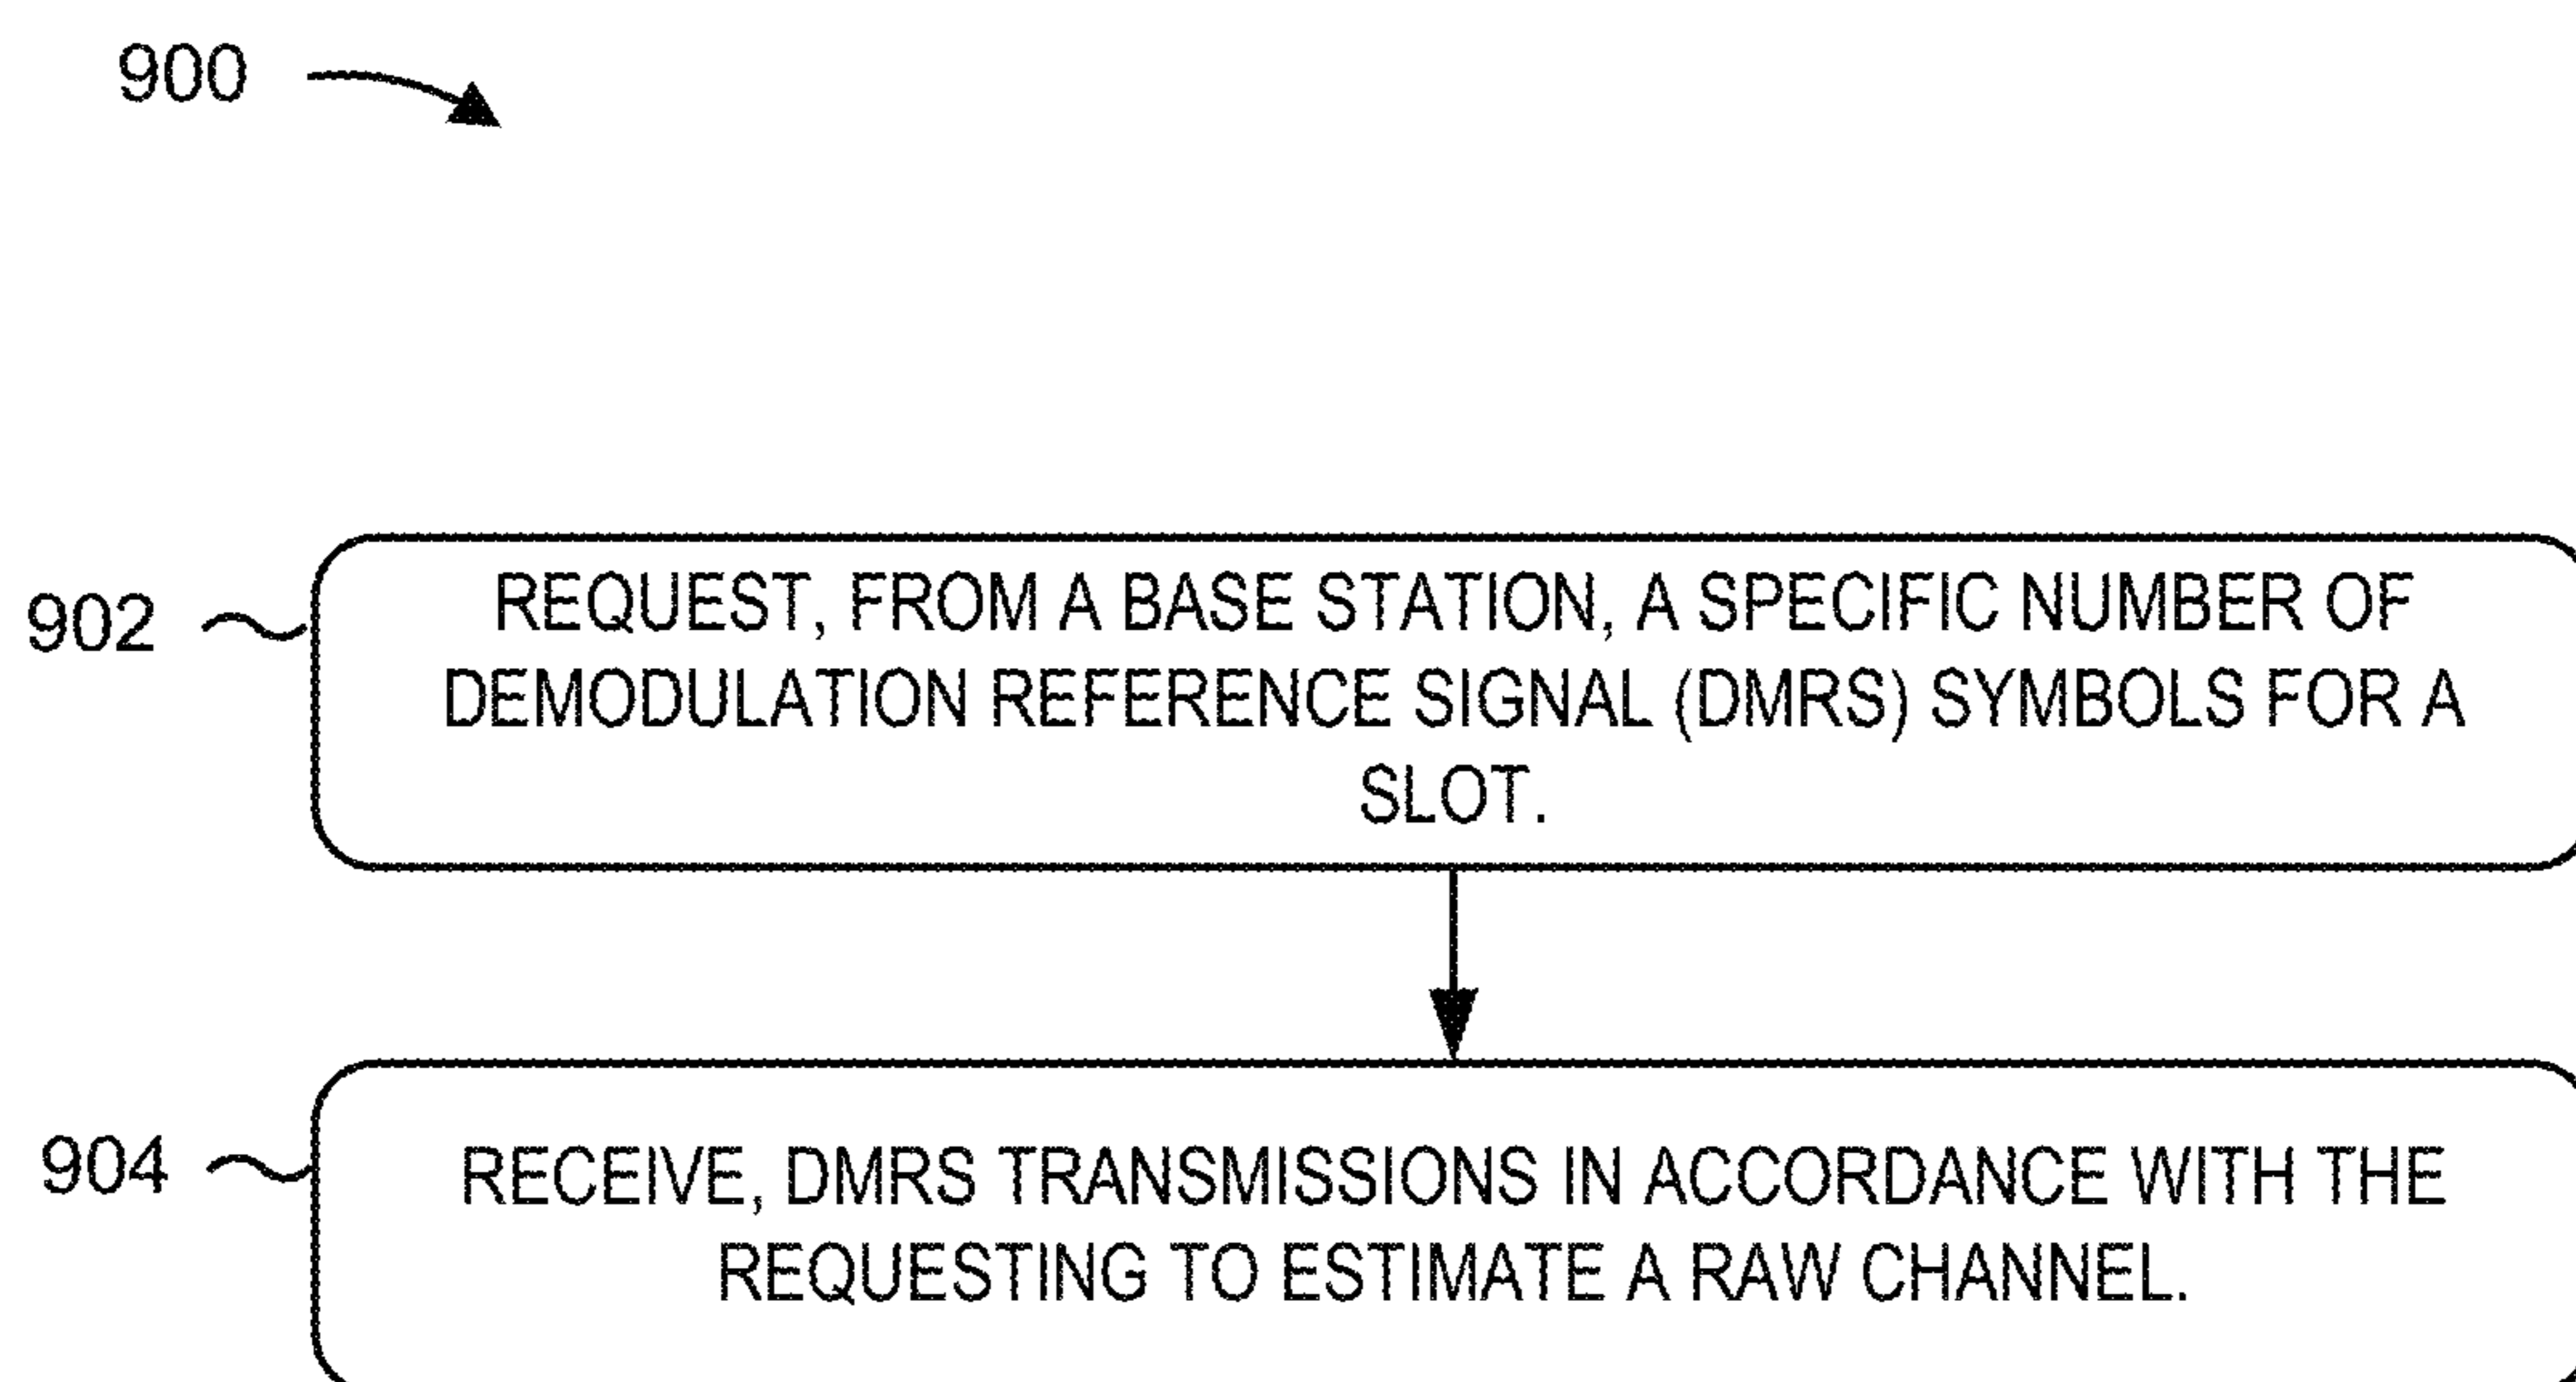 900
902
REQUEST, FROM A BASE STATION, A SPECIFIC NUMBER OF
DEMODULATION REFERENCE SIGNAL (DMRS) SYMBOLS FOR A
SLOT.
904
RECEIVE, DMRS TRANSMISSIONS IN ACCORDANCE WITH THE
REQUESTING TO ESTIMATE A RAW CHANNEL.